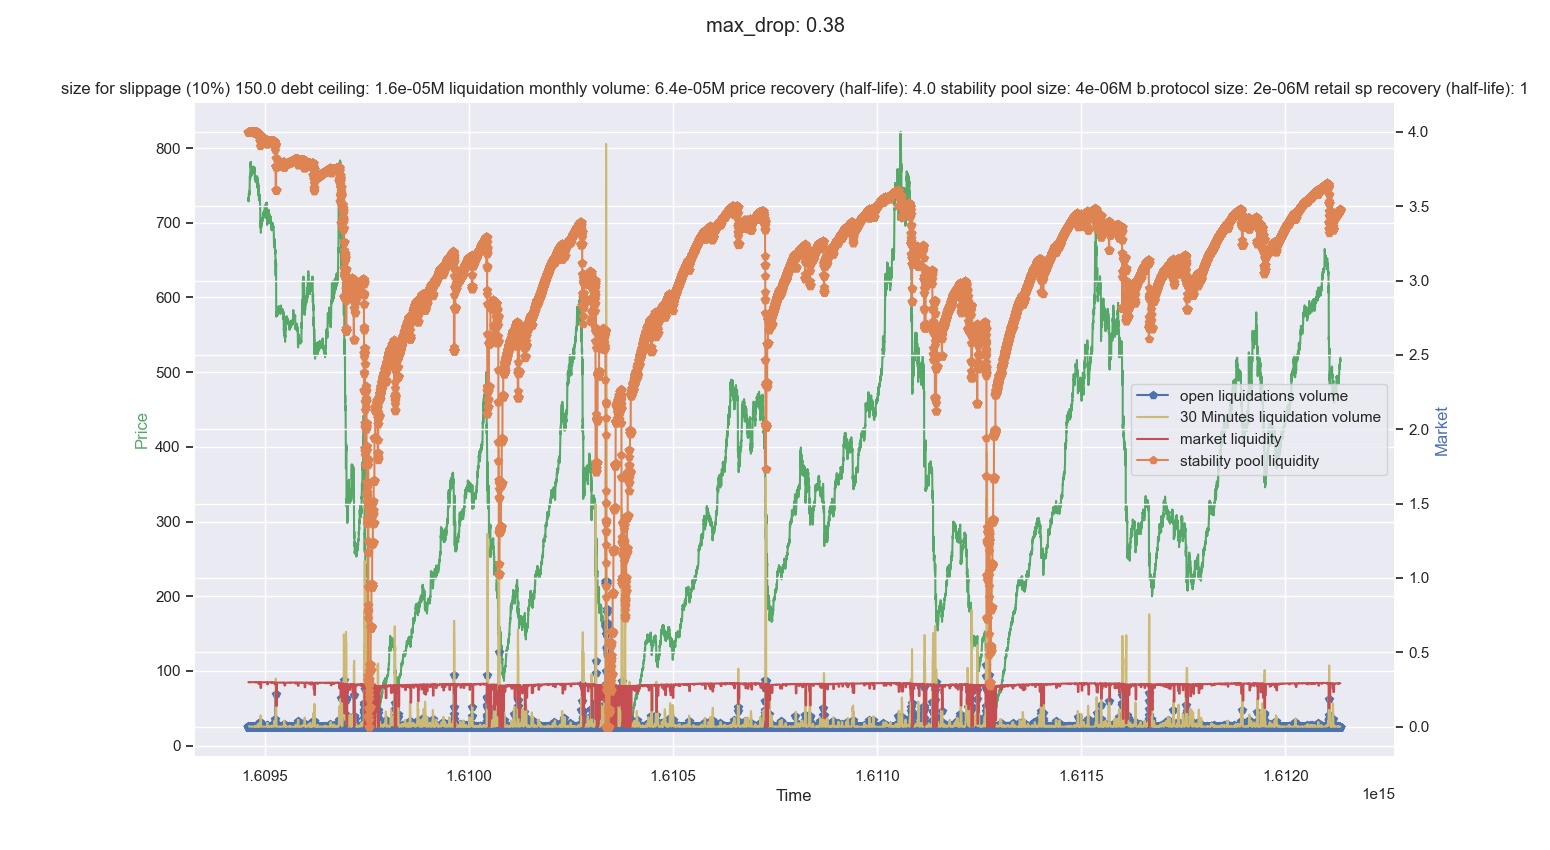 max_drop: 0.38
size for slippage (10%) 150.0 debt ceiling: 1.6e-05M liquidation monthly volume: 6.4e-05M price recovery (half-life): 4.0 stability pool size: 4e-06M b.protocol size: 2e-06M retail sp recovery (half-life): 1
800
700
600
500
400
300
200
100
0
Price
4.0
3.5
3.0
2.5
2.0
1.5
1.0
0.5
0.0
Market
open liquidations volume
30 Minutes liquidation volume
market liquidity
stability pool liquidity
1.6095
1.6100
1.6105
1.6110
1.6115
1.6120
Time
1e15